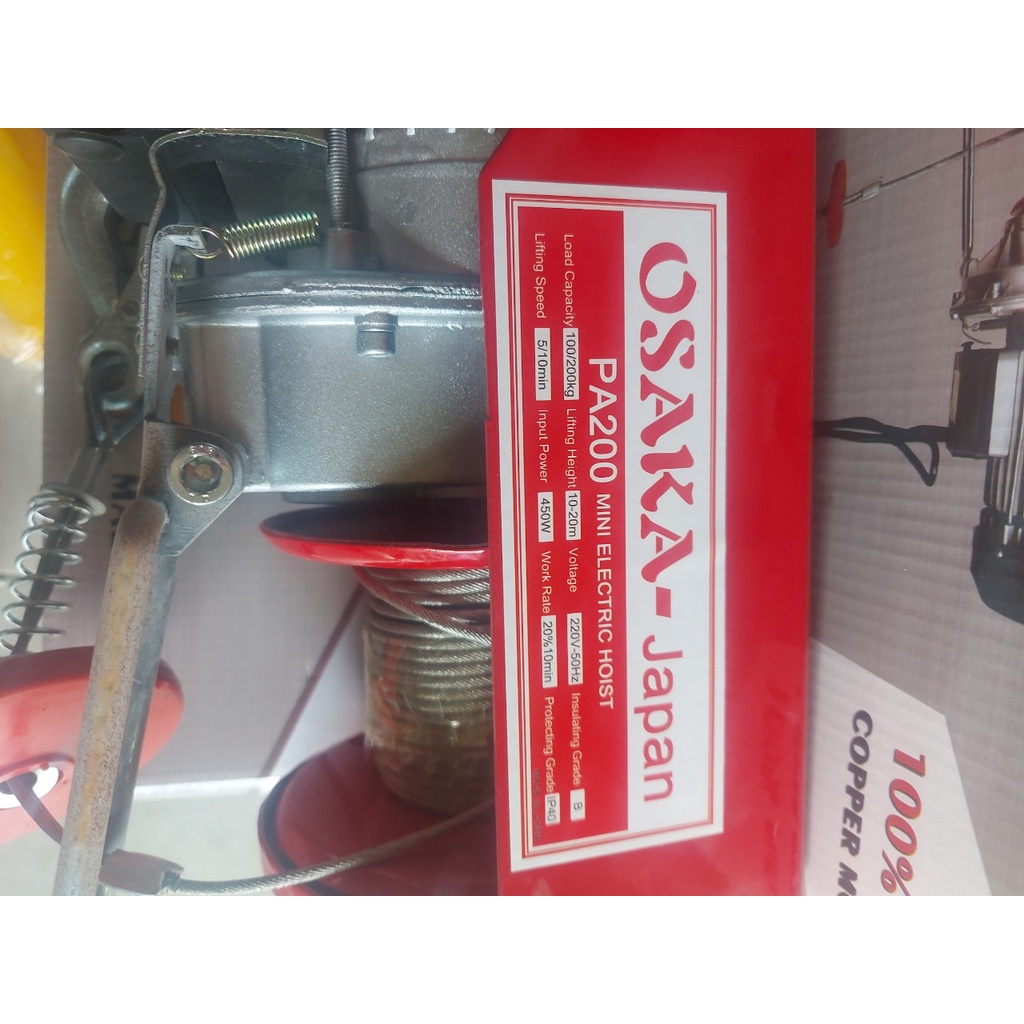 OSAKA-Japan
PA200 MINI ELECTRIC HOIST
Load Capacity 100/200kg Lifting Height 10-20m Voltage 220V-50Hz Insulating Grade B
Lifting Speed 5/10min Input Power 450W Work Rate 20%10min Protecting Grade IP40
100%
COPPER